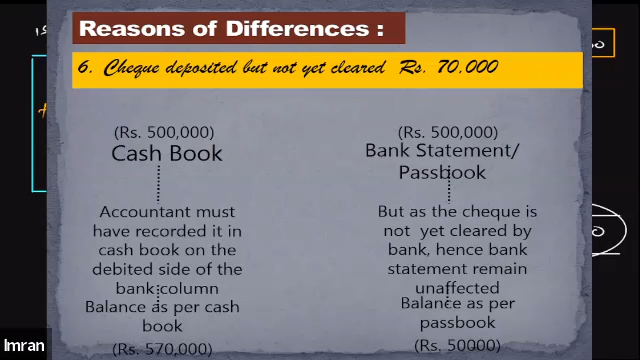 Reasons of Differences :
6. Cheque deposited but not yet cleared Rs. 70,000
(Rs. 500,000)
Cash Book
Accountant must
have recorded it in
cash book on the
debited side of the
bank column
Balance as per cash
book
(Rs. 570,000)
(Rs. 500,000)
Bank Statement/
Passbook
But as the cheque is
not yet cleared by
bank, hence bank
statement remain
unaffected
Balance as per
passbook
(Rs. 50000)
Imran